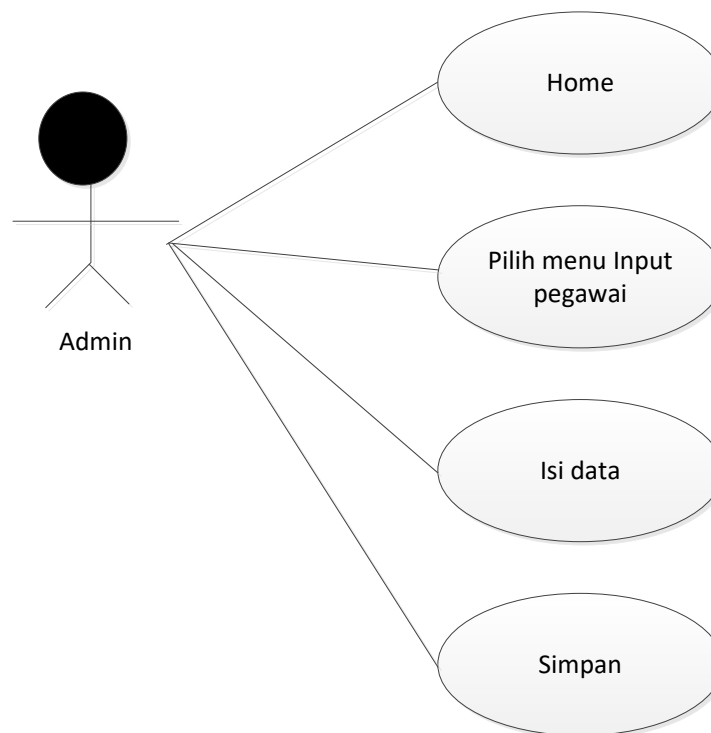 Home
Pilih menu Input
pegawai
Admin
Isi data
Simpan